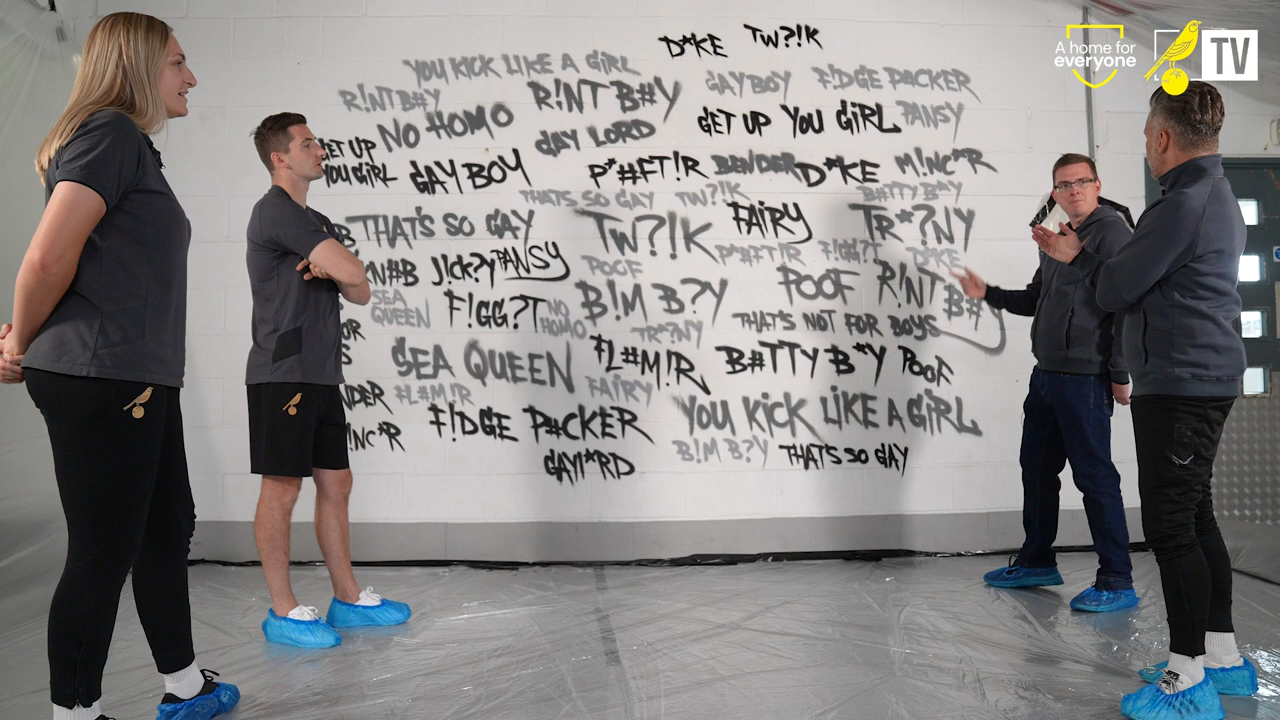 D*KE TW?!K
A home for
everyone
TV
YOU KICK LIKE A GIRL
GAYBOY F!DGE P#CKER
R!NT B#Y R!NT B#Y
NO HOMO GAY LORD GET UP YOU GIRL PANSY
GET UP
YOU GIRL GAYBOY P*#FT!R BENDER D*KE M!NC*R
THATS SO GAY TW?!K B#TTY B*Y
THAT'S SO GAY TW?!K FAIRY TR*?NY
KN#B J!CK?Y PANSY POOF P*#FT!R F!GG?T D*KE
SEA
QUEEN F!GG?T NO
HOMO B!M B?Y POOF R!NT
B#Y
TR*?NY THAT'S NOT FOR BOYS
SEA QUEEN FL#M!R B#TTY B*Y POOF
FL#M!R FAIRY
M!NC*R F!DGE P#CKER YOU KICK LIKE A GIRL
B!M B?Y THAT'S SO GAY
GAY!*RD